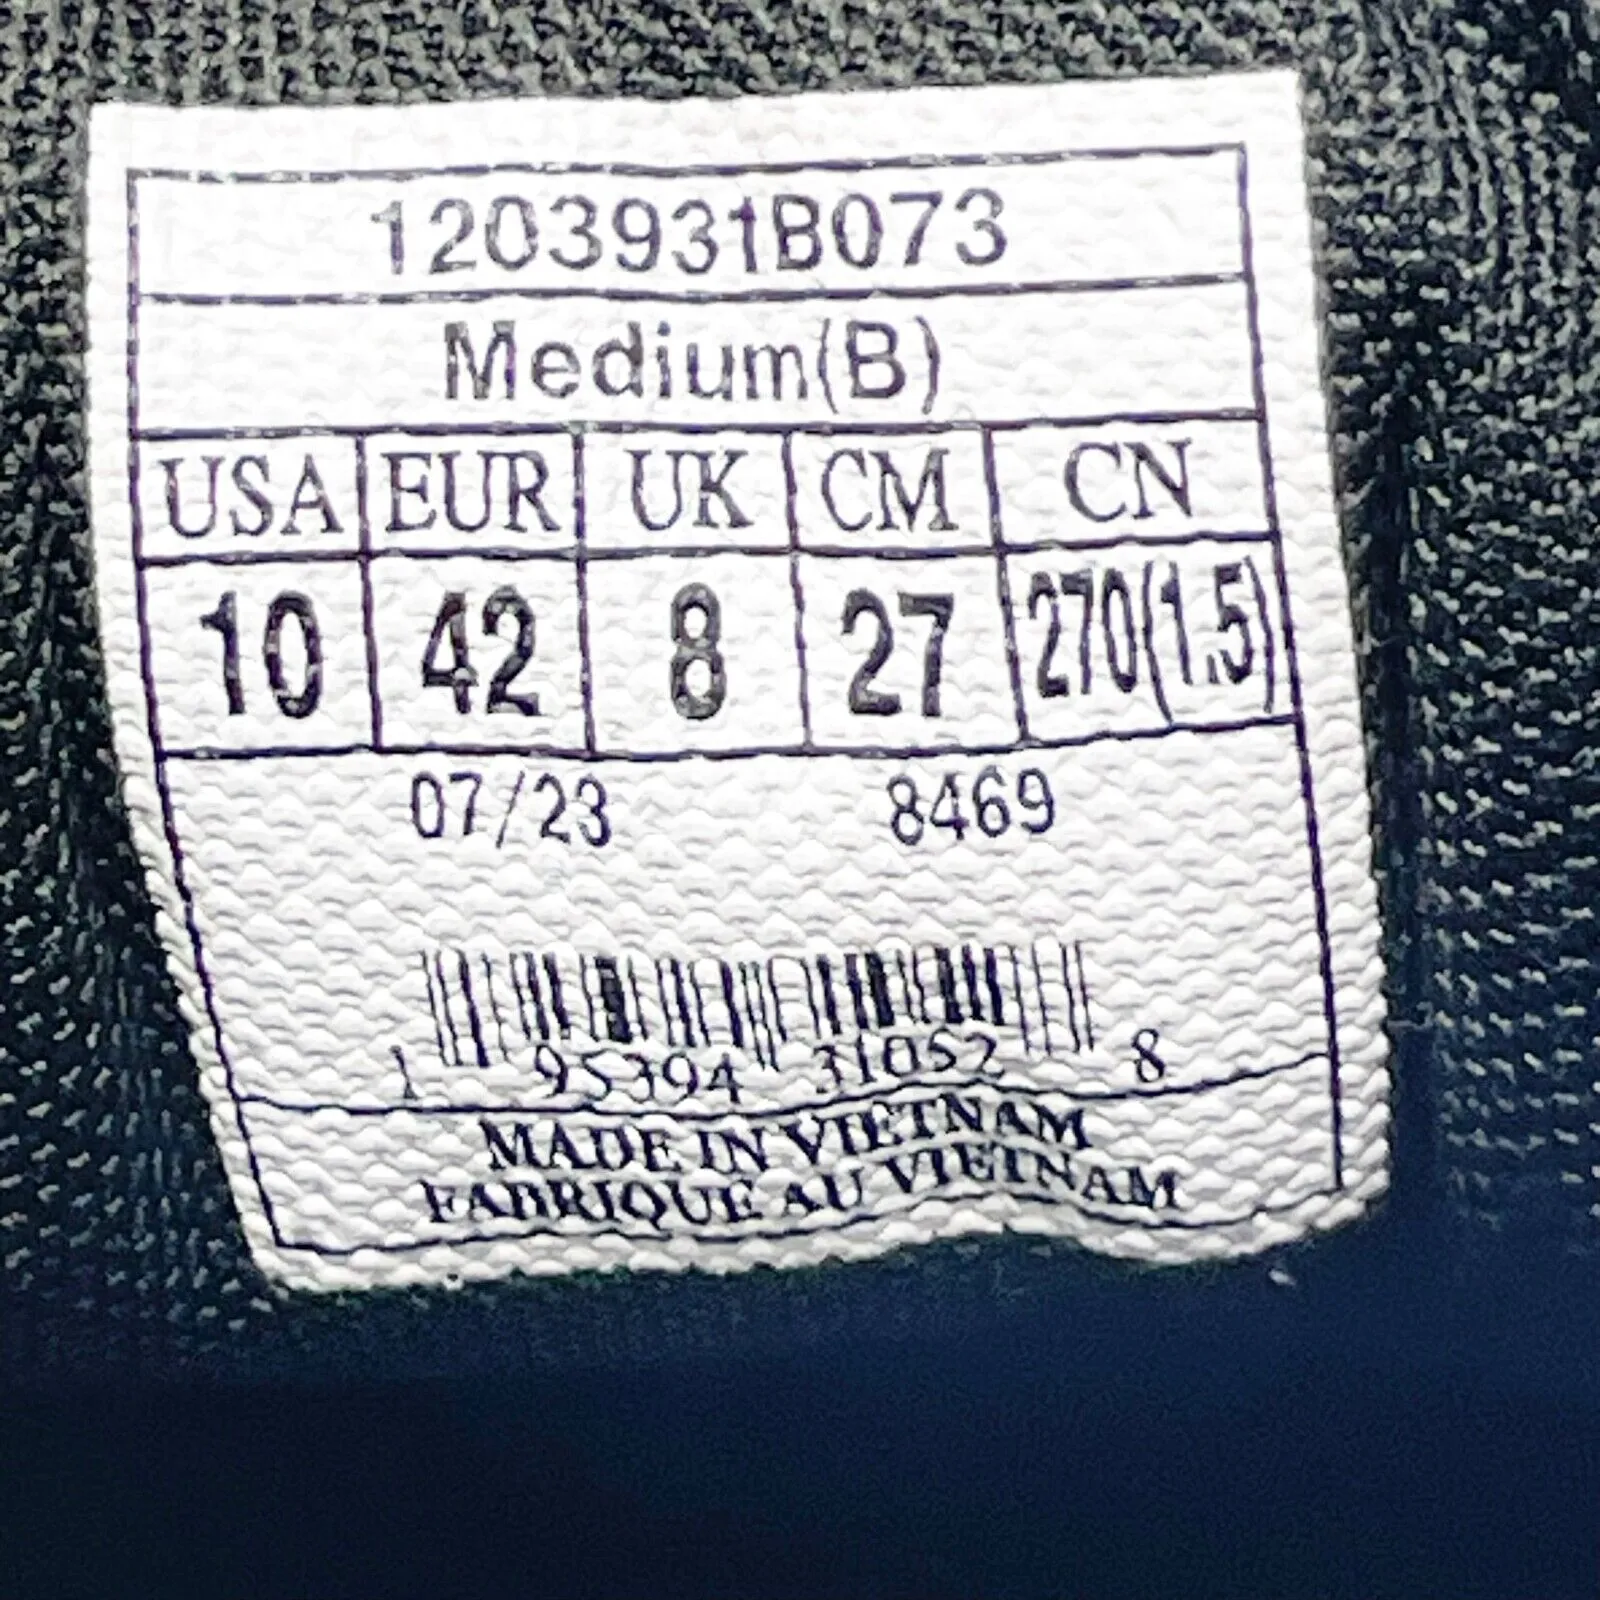 1203931B073
Medium(B)
USA EUR UK CM CN
10 42 8 27 270(1.5)
07/23 8469
1 95394 31052 8
MADE IN VIETNAM
FABRIQUE AU VIETNAM